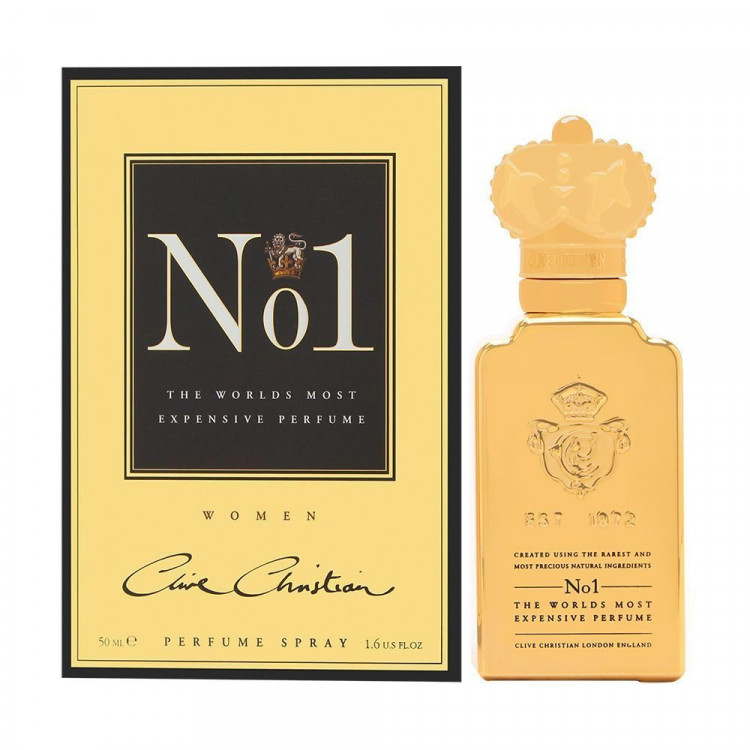 No1
THE WORLDS MOST
EXPENSIVE PERFUME
WOMEN
Clive Christian
50 ML ℮ PERFUME SPRAY 1.6 U.S FL.OZ
EST 1872
CREATED USING THE RAREST AND
MOST PRECIOUS NATURAL INGREDIENTS
No1
THE WORLDS MOST
EXPENSIVE PERFUME
CLIVE CHRISTIAN LONDON ENGLAND